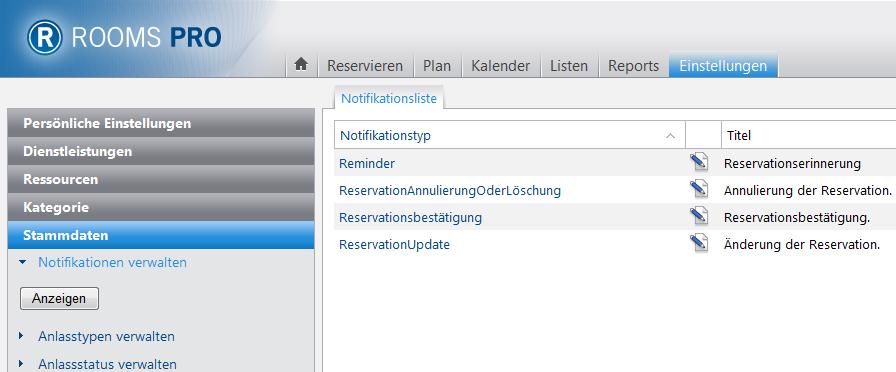 R ROOMS PRO
Reservieren Plan Kalender Listen Reports Einstellungen
Notifikationsliste
Persönliche Einstellungen
Dienstleistungen
Ressourcen
Kategorie
Stammdaten
Notifikationen verwalten
Anzeigen
Anlasstypen verwalten
Anlassstatus verwalten
Notifikationstyp Titel
Reminder Reservationserinnerung
ReservationAnnulierungOderLöschung Annulierung der Reservation.
Reservationsbestätigung Reservationsbestätigung.
ReservationUpdate Änderung der Reservation.